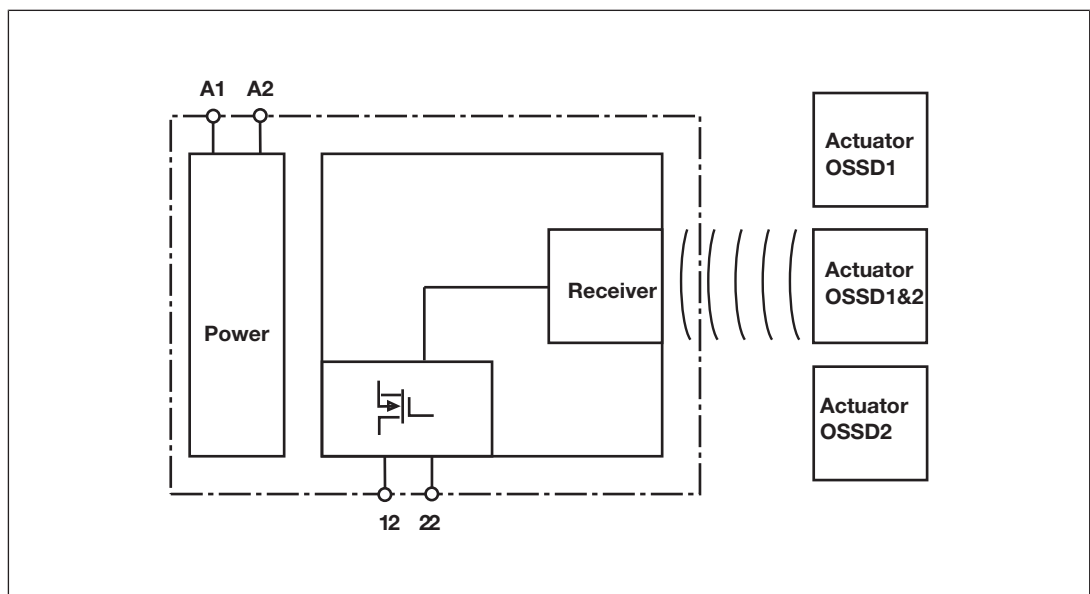 A1 A2
Actuator
OSSD1
Actuator
OSSD1&2
Receiver
Power
Actuator
OSSD2
12 22